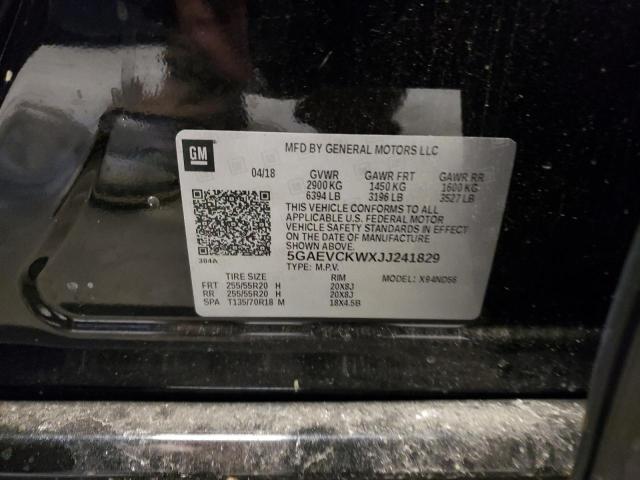 GM
MFD BY GENERAL MOTORS LLC
04/18 GVWR GAWR FRT GAWR RR
2900 KG 1450 KG 1600 KG
6394 LB 3196 LB 3527 LB
THIS VEHICLE CONFORMS TO ALL
APPLICABLE U.S. FEDERAL MOTOR
VEHICLE SAFETY STANDARDS IN
EFFECT ON THE DATE OF
MANUFACTURE SHOWN ABOVE.
384A
5GAEVCKWXJJ241829
TYPE: M.P.V. MODEL: X94ND56
TIRE SIZE RIM
FRT 255/55R20 H 20X8J
RR 255/55R20 H 20X8J
SPA T135/70R18 M 18X4.5B